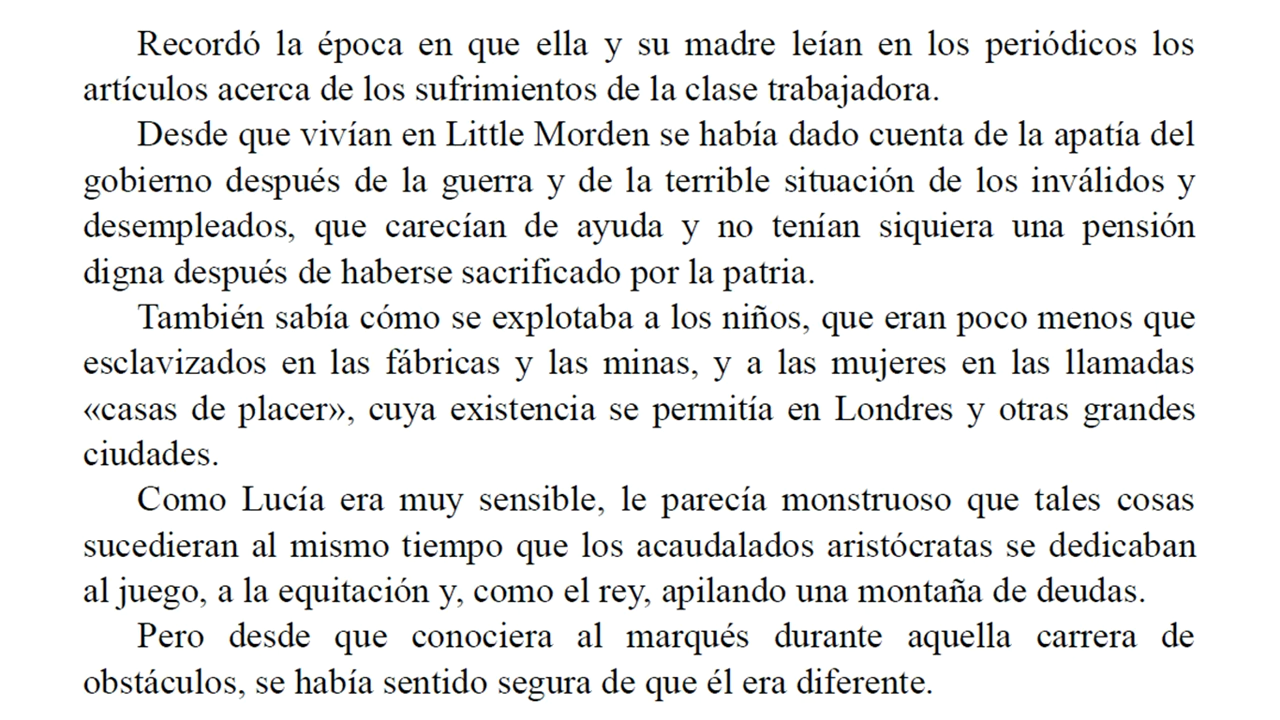 Recordó la época en que ella y su madre leían en los periódicos los
artículos acerca de los sufrimientos de la clase trabajadora.
Desde que vivían en Little Morden se había dado cuenta de la apatía del
gobierno después de la guerra y de la terrible situación de los inválidos y
desempleados, que carecían de ayuda y no tenían siquiera una pensión
digna después de haberse sacrificado por la patria.
También sabía cómo se explotaba a los niños, que eran poco menos que
esclavizados en las fábricas y las minas, y a las mujeres en las llamadas
«casas de placer», cuya existencia se permitía en Londres y otras grandes
ciudades.
Como Lucía era muy sensible, le parecía monstruoso que tales cosas
sucedieran al mismo tiempo que los acaudalados aristócratas se dedicaban
al juego, a la equitación y, como el rey, apilando una montaña de deudas.
Pero desde que conociera al marqués durante aquella carrera de
obstáculos, se había sentido segura de que él era diferente.